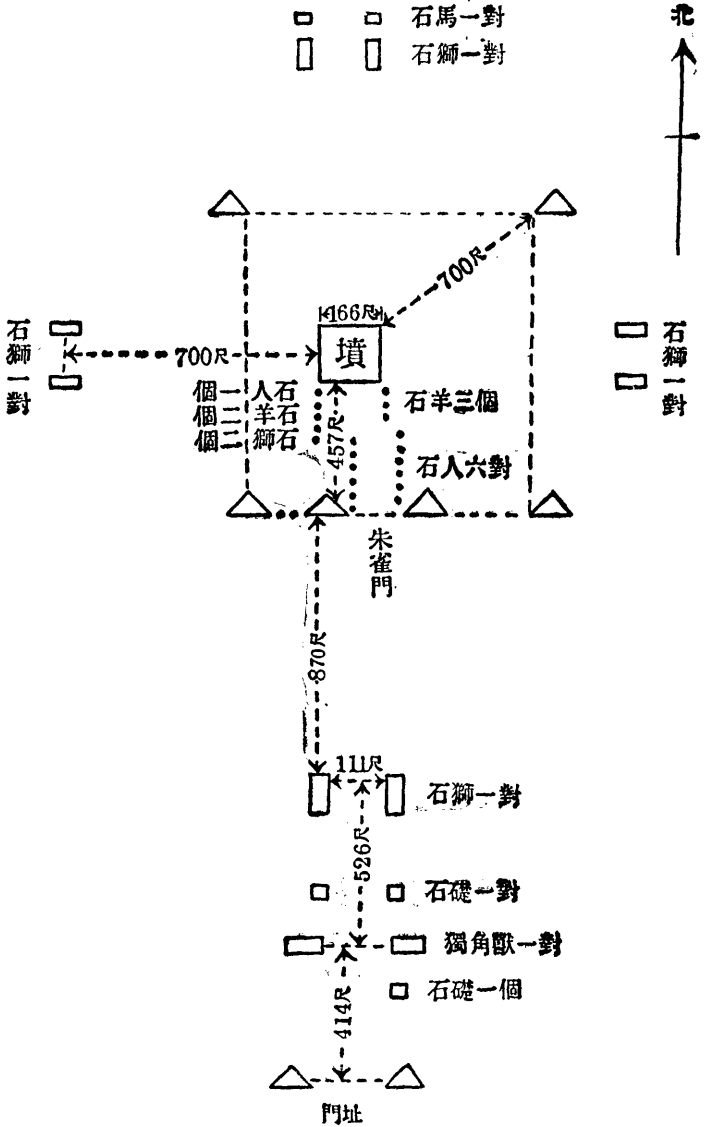 石馬一對
北
石獅一對
700尺
166尺
墳
石獅一對
700尺
石獅一對
個一 人石
個二 羊石
個二 獅石
石羊三個
457尺
石人六對
朱雀門
870尺
111尺
石獅一對
526尺
石礎一對
獨角獸一對
石礎一個
414尺
門址